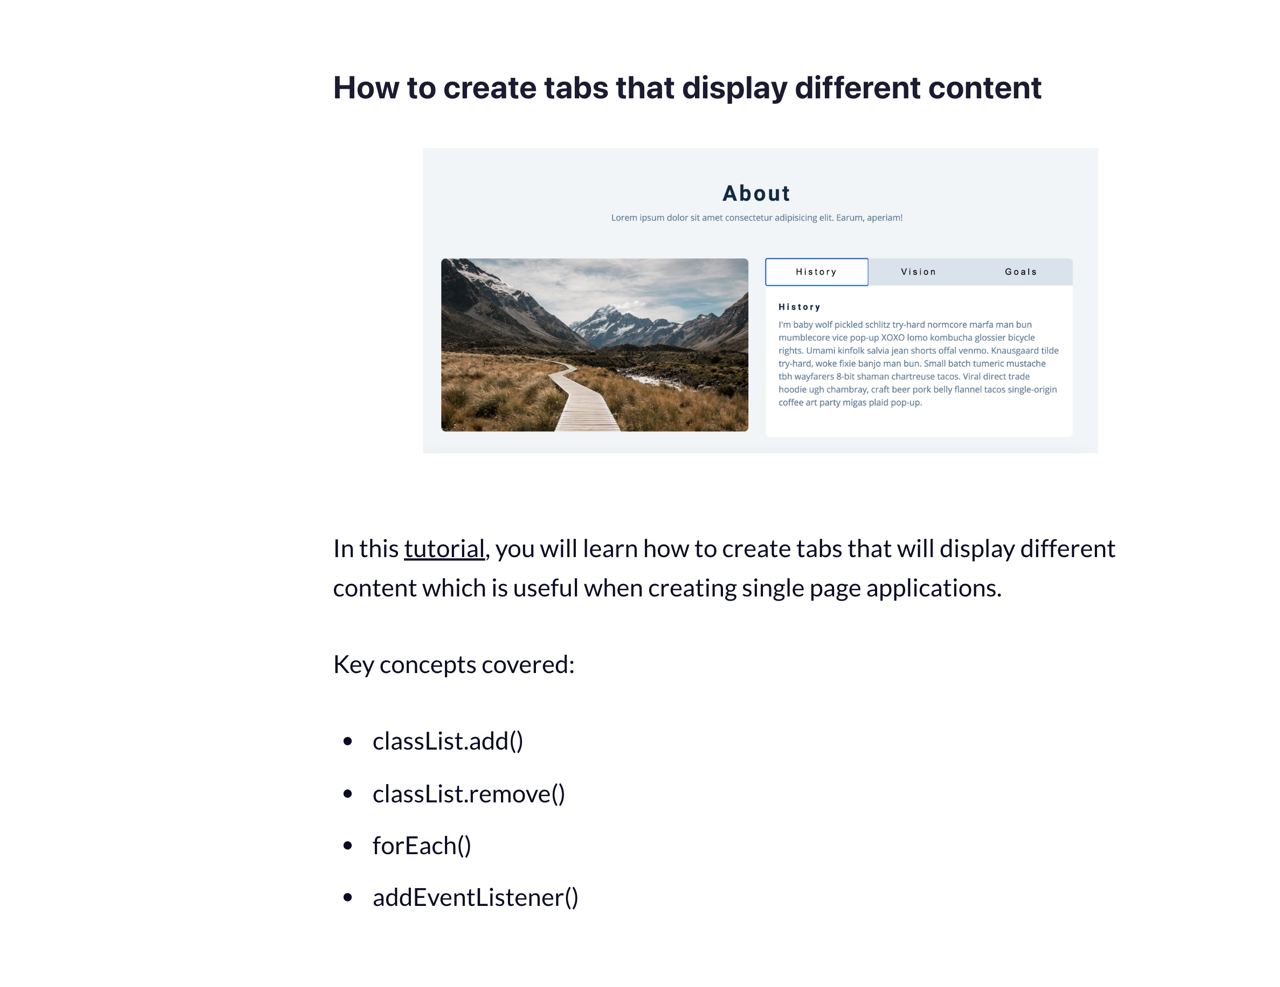 How to create tabs that display different content
About
Lorem ipsum dolor sit amet consectetur adipisicing elit. Earum, aperiam!
History
Vision
Goals
History
I'm baby wolf pickled schlitz try-hard normcore marfa man bun
mumblecore vice pop-up XOXO lomo kombucha glossier bicycle
rights. Umami kinfolk salvia jean shorts offal venmo. Knausgaard tilde
try-hard, woke fixie banjo man bun. Small batch tumeric mustache
tbh wayfarers 8-bit shaman chartreuse tacos. Viral direct trade
hoodie ugh chambray, craft beer pork belly flannel tacos single-origin
coffee art party migas plaid pop-up.
In this tutorial, you will learn how to create tabs that will display different
content which is useful when creating single page applications.
Key concepts covered:
• classList.add()
• classList.remove()
• forEach()
• addEventListener()